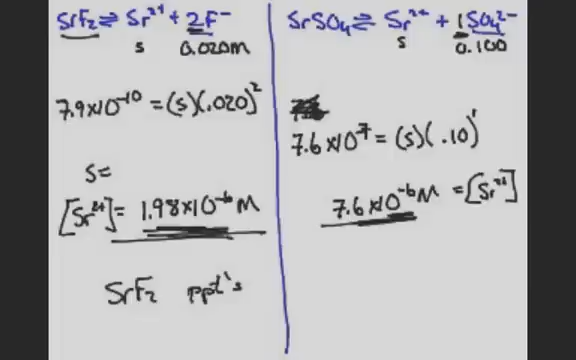 SrF₂ ⇌ Sr²⁺ + 2F⁻
s 0.020M
7.9×10⁻¹⁰ = (s)(.020)²
s=
[Sr²⁺] = 1.98×10⁻⁶ M
SrF₂ ppt's
SrSO₄ ⇌ Sr²⁺ + 1SO₄²⁻
s 0.100
7.6×10⁻⁷ = (s)(.10)¹
7.6×10⁻⁶ M = [Sr²⁺]